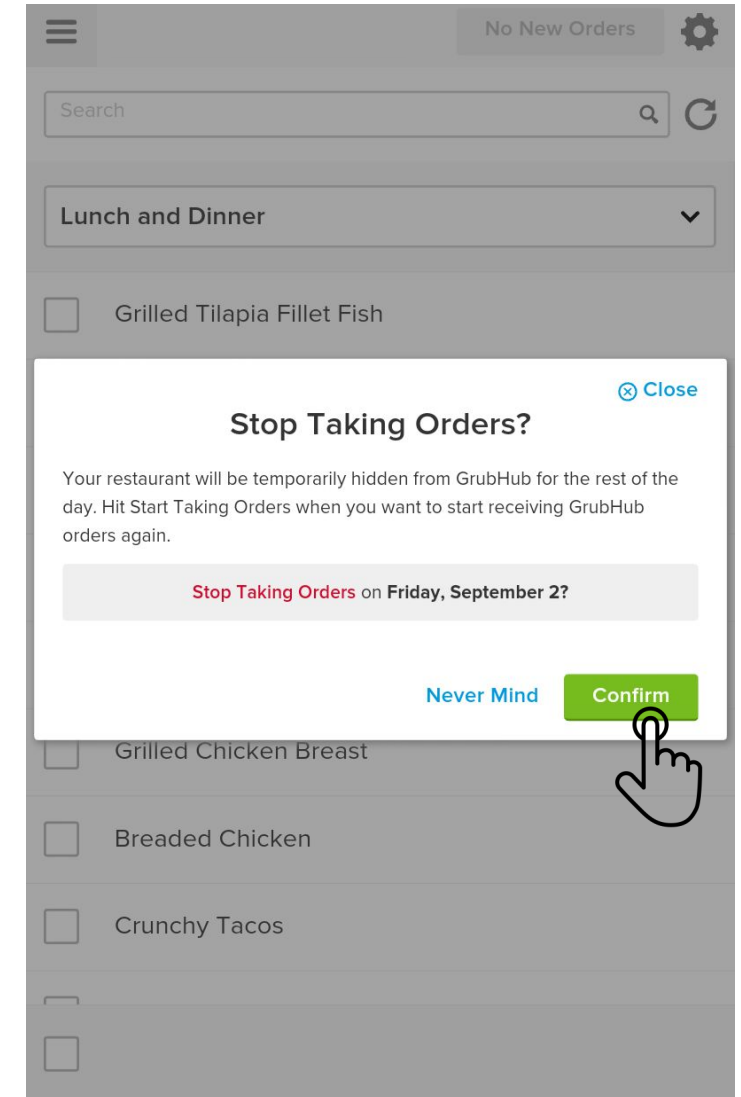 No New Orders
Search
Lunch and Dinner
Grilled Tilapia Fillet Fish
Close
Stop Taking Orders?
Your restaurant will be temporarily hidden from GrubHub for the rest of the
day. Hit Start Taking Orders when you want to start receiving GrubHub
orders again.
Stop Taking Orders on Friday, September 2?
Never Mind Confirm
Grilled Chicken Breast
Breaded Chicken
Crunchy Tacos